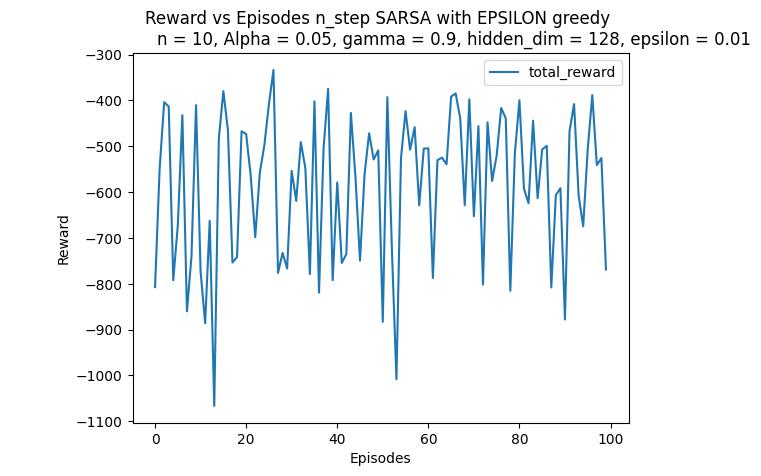 Reward vs Episodes n_step SARSA with EPSILON greedy
n = 10, Alpha = 0.05, gamma = 0.9, hidden_dim = 128, epsilon = 0.01
total_reward
−300
−400
−500
−600
−700
−800
−900
−1000
−1100
Reward
0 20 40 60 80 100
Episodes